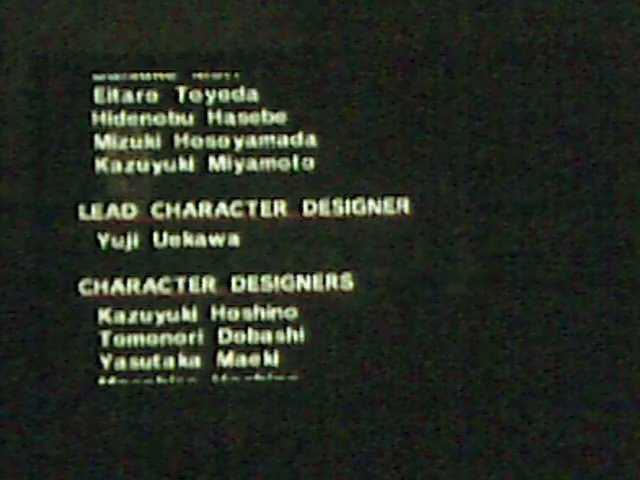 Eitaro Toyoda
Hidenobu Hasebe
Mizuki Hosoyamada
Kazuyuki Miyamoto
LEAD CHARACTER DESIGNER
Yuji Uekawa
CHARACTER DESIGNERS
Kazuyuki Hoshino
Tomonori Dobashi
Yasutaka Maeki